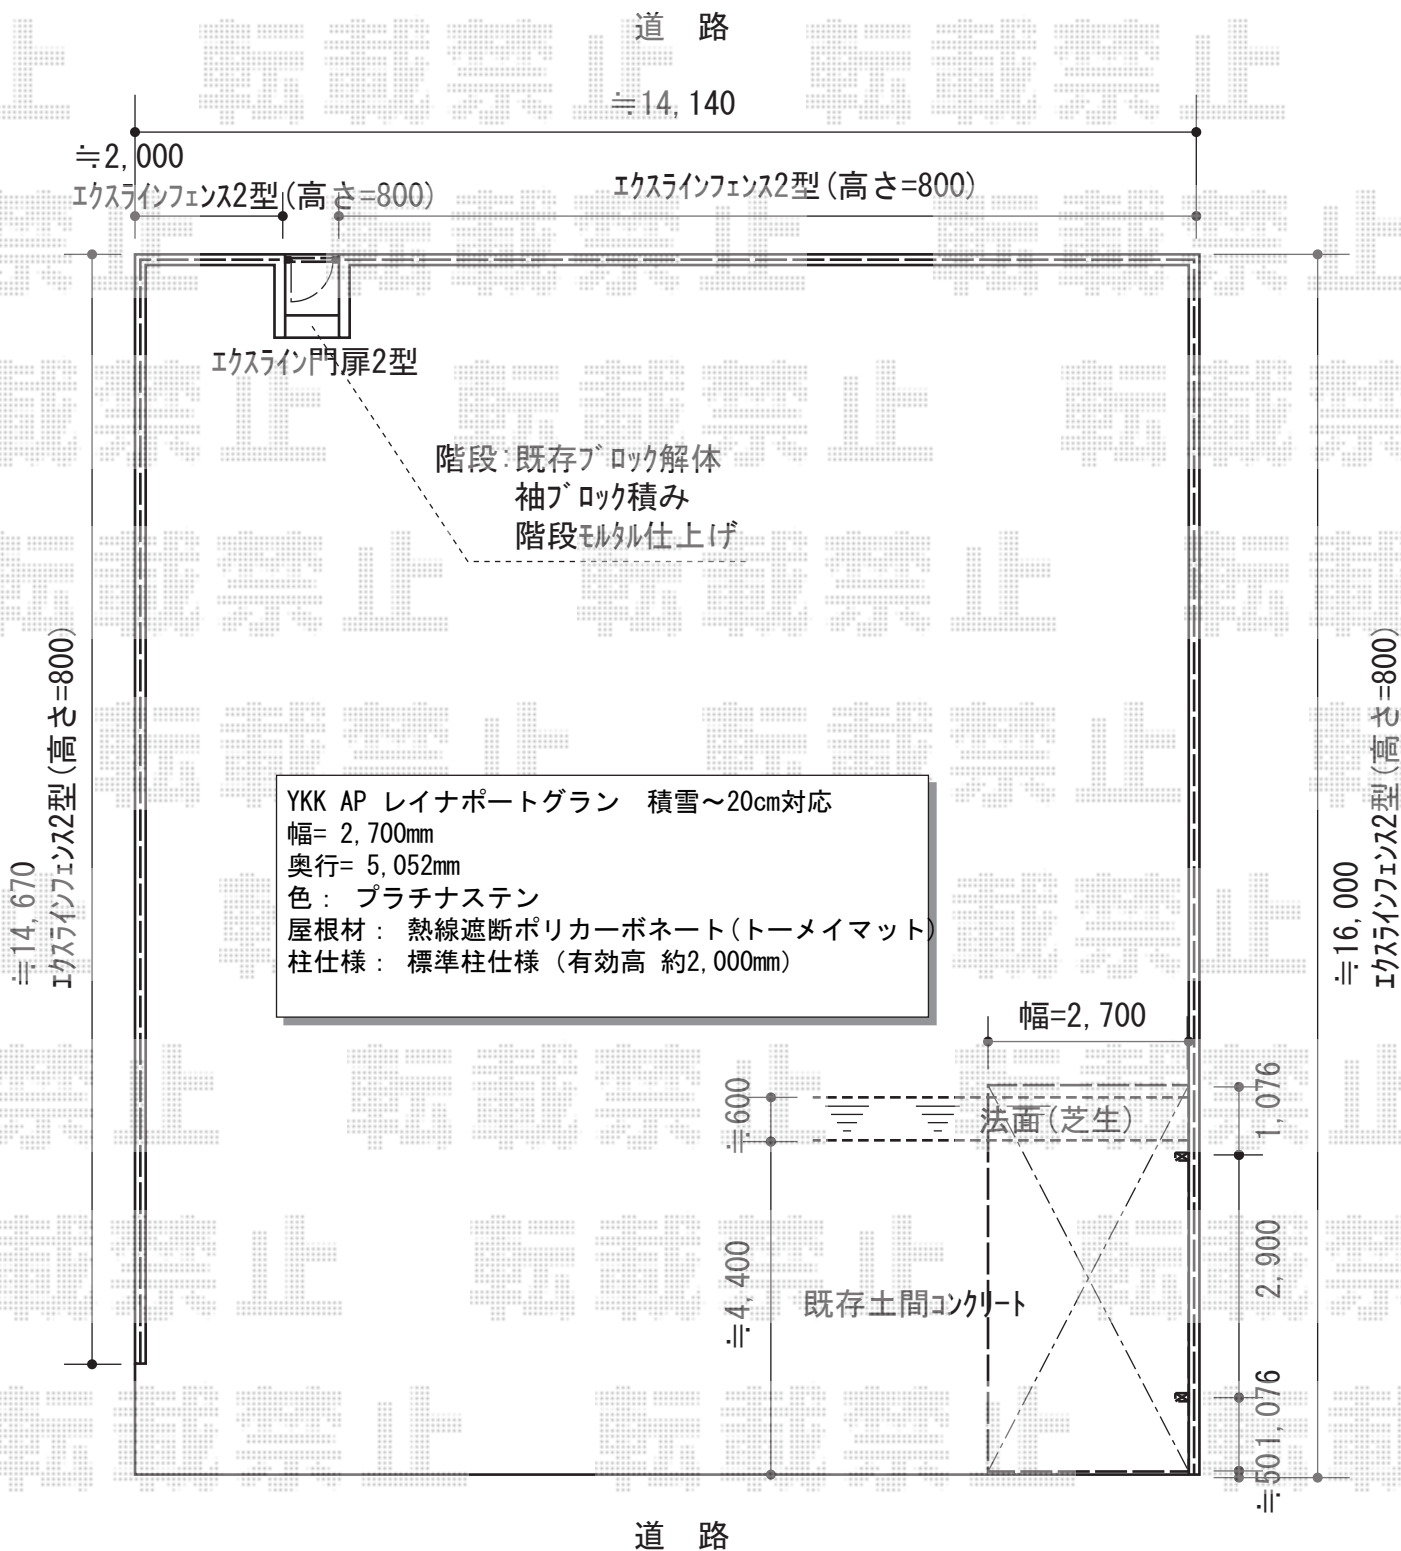 道　路
≒14,140
≒2,000
エクスラインフェンス2型(高さ=800)
エクスラインフェンス2型(高さ=800)
エクスライン門扉2型
階段:既存ブロック解体
袖ブロック積み
階段モルタル仕上げ
≒14,670
エクスラインフェンス2型(高さ=800)
≒16,000
エクスラインフェンス2型(高さ=800)
YKK AP レイナポートグラン　積雪～20cm対応
幅= 2,700mm
奥行= 5,052mm
色： プラチナステン
屋根材： 熱線遮断ポリカーボネート(トーメイマット)
柱仕様： 標準柱仕様 (有効高 約2,000mm)
幅=2,700
≒600
法面(芝生)
1,076
≒4,400
既存土間コンクリート
2,900
1,076
≒50
道　路
転載禁止